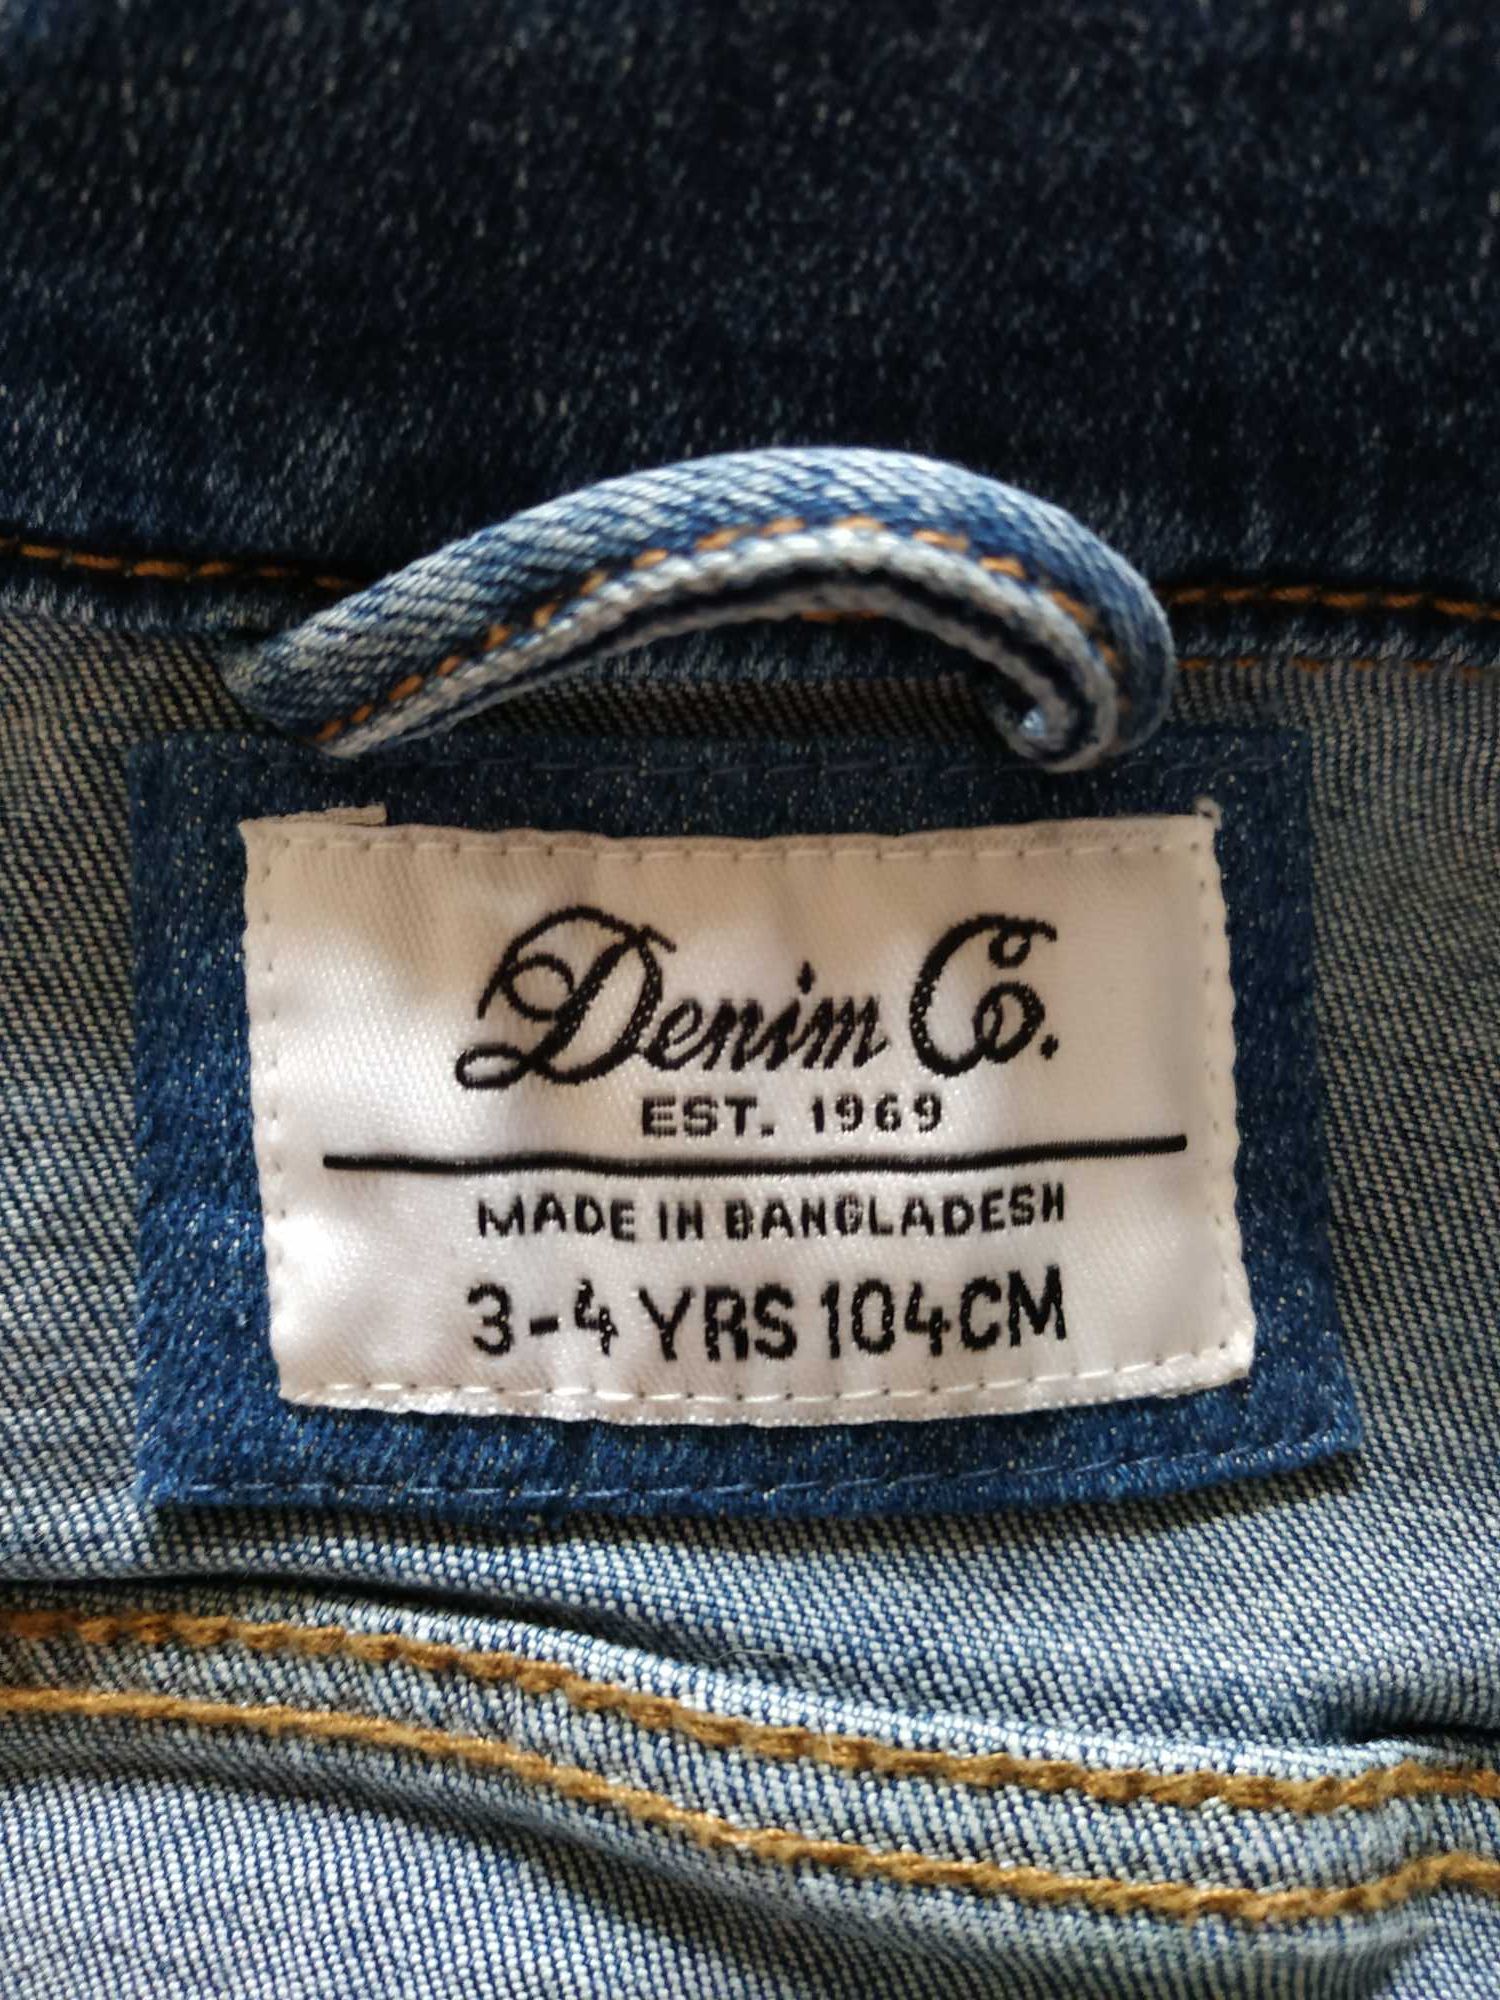 Denim Co.
EST. 1969
MADE IN BANGLADESH
3-4 YRS 104CM